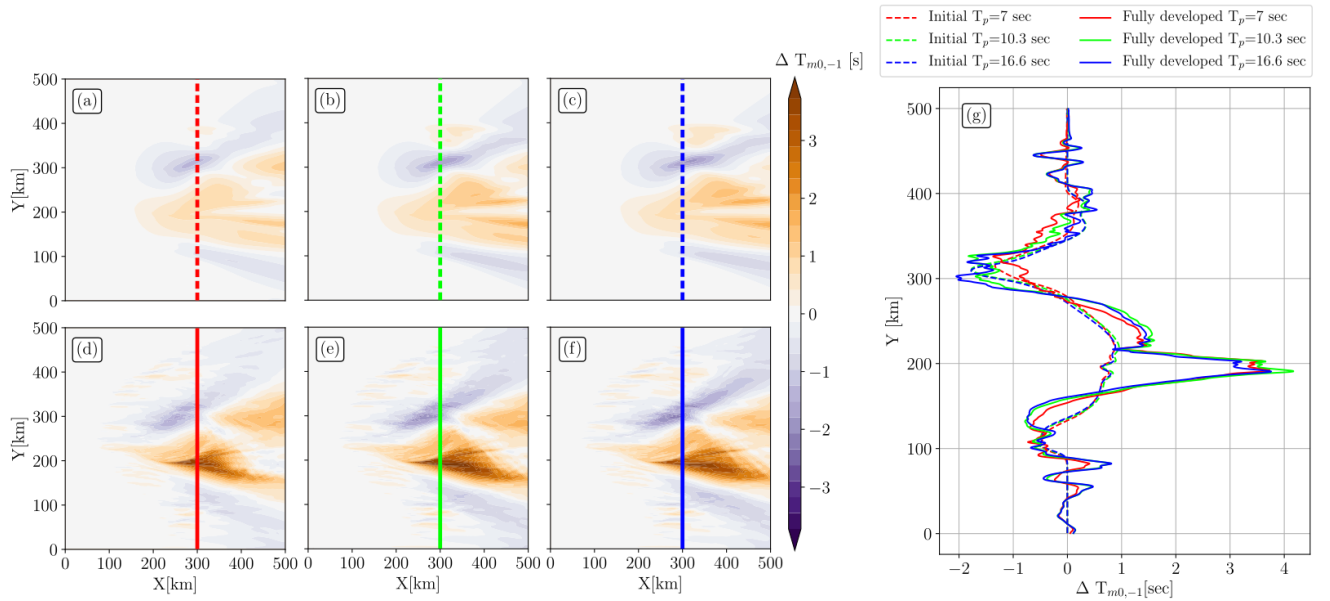 Initial T_p=7 sec
Initial T_p=10.3 sec
Initial T_p=16.6 sec
Fully developed T_p=7 sec
Fully developed T_p=10.3 sec
Fully developed T_p=16.6 sec
Δ T_{m0,−1} [s]
3
2
1
0
−1
−2
−3
(a)
500
400
300
200
100
0
Y[km]
(b)
(c)
(d)
500
400
300
200
100
0
Y[km]
0 100 200 300 400 500
X[km]
(e)
0 100 200 300 400 500
X[km]
(f)
0 100 200 300 400 500
X[km]
(g)
500
400
300
200
100
0
Y [km]
−2 −1 0 1 2 3 4
Δ T_{m0,−1}[sec]